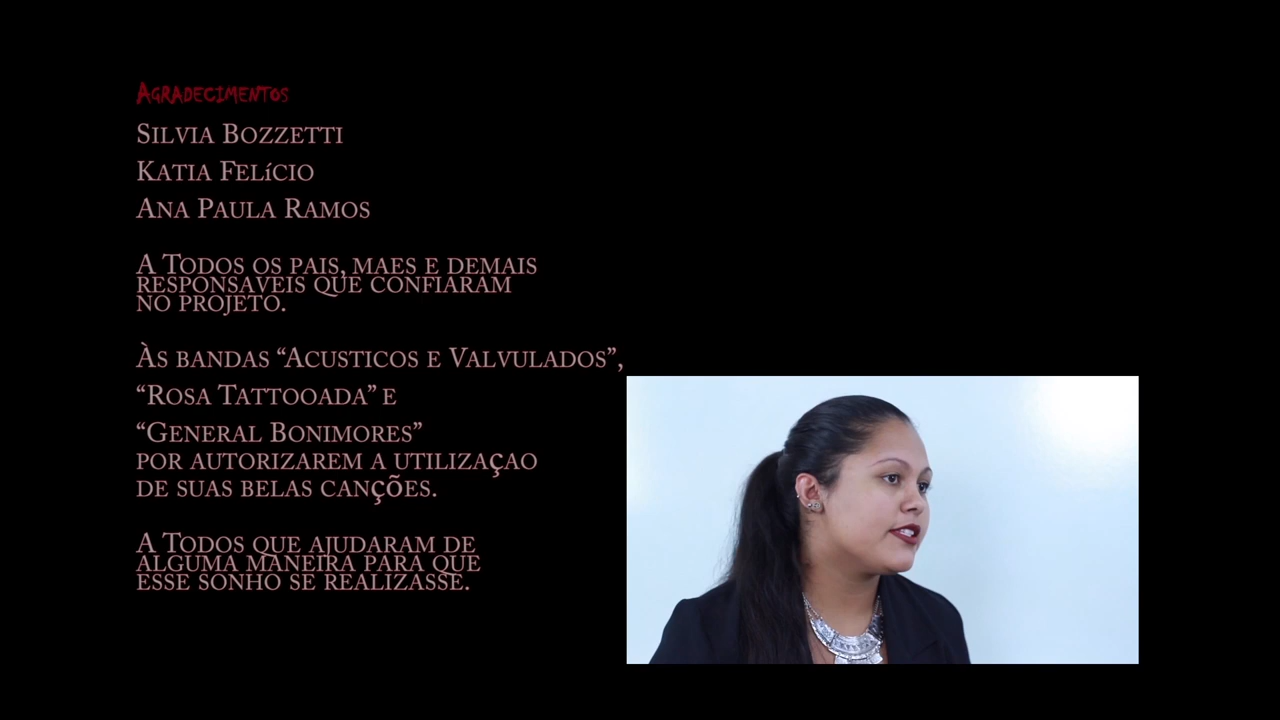 AGRADECIMENTOS
SILVIA BOZZETTI
KATIA FELíCIO
ANA PAULA RAMOS
A TODOS OS PAIS, MAES E DEMAIS
RESPONSAVEIS QUE CONFIARAM
NO PROJETO.
ÀS BANDAS “ACUSTICOS E VALVULADOS”,
“ROSA TATTOOADA” E
“GENERAL BONIMORES”
POR AUTORIZAREM A UTILIZAçAO
DE SUAS BELAS CANçõES.
A TODOS QUE AJUDARAM DE
ALGUMA MANEIRA PARA QUE
ESSE SONHO SE REALIZASSE.